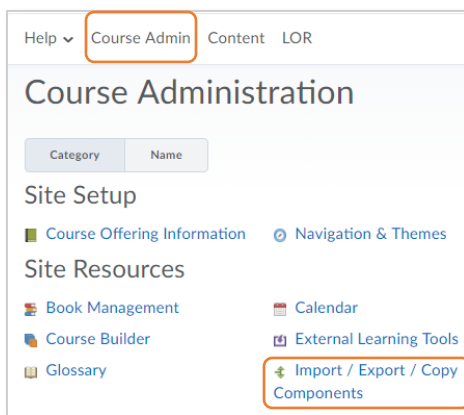 Help Course Admin Content LOR
Course Administration
Category Name
Site Setup
Course Offering Information Navigation & Themes
Site Resources
Book Management Calendar
Course Builder External Learning Tools
Glossary Import / Export / Copy
Components